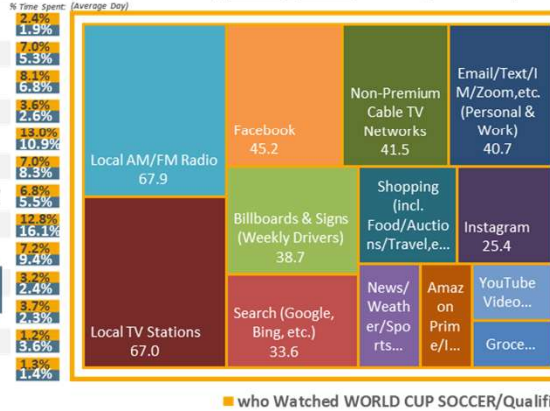 % Time Spent: (Average Day)
2.4%
1.9%
7.0%
5.3%
8.1%
6.8%
3.6%
2.6%
13.0%
10.9%
7.0%
8.3%
6.8%
5.5%
12.8%
16.1%
7.2%
9.4%
3.2%
2.4%
3.7%
2.3%
1.2%
3.6%
1.3%
1.4%
Local AM/FM Radio
67.9
Local TV Stations
67.0
Facebook
45.2
Non-Premium
Cable TV
Networks
41.5
Email/Text/I
M/Zoom,etc.
(Personal &
Work)
40.7
Billboards & Signs
(Weekly Drivers)
38.7
Search (Google,
Bing, etc.)
33.6
Shopping
(incl.
Food/Auctio
ns/Travel,e...
Instagram
25.4
News/
Weath
er/Spo
rts...
Amaz
on
Prim
e/I...
YouTube
Video...
Groce...
who Watched WORLD CUP SOCCER/Qualifi